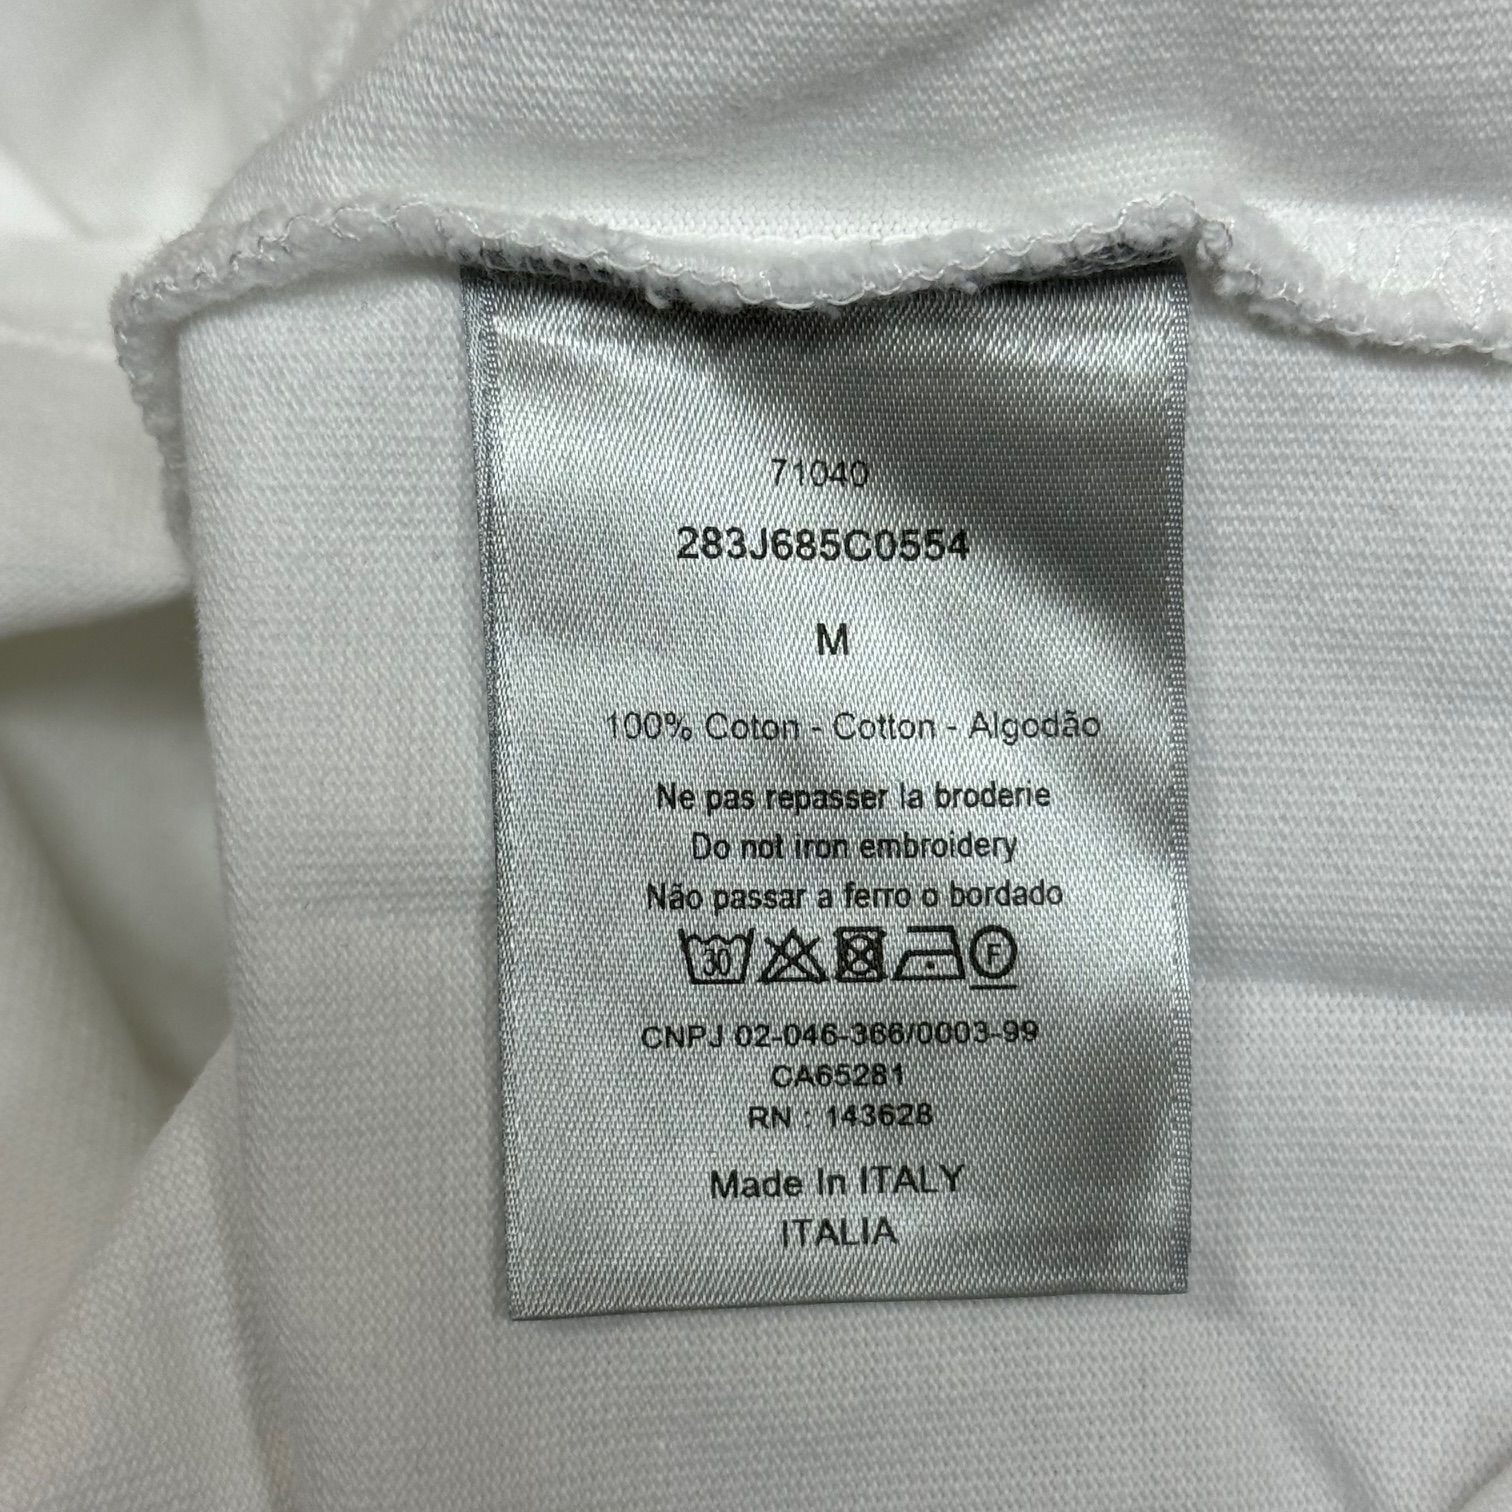 71040
283J685C0554
M
100% Coton - Cotton - Algodão
Ne pas repasser la broderie
Do not iron embroidery
Não passar a ferro o bordado
30 F
CNPJ 02-046-366/0003-99
CA65281
RN : 143628
Made In ITALY
ITALIA